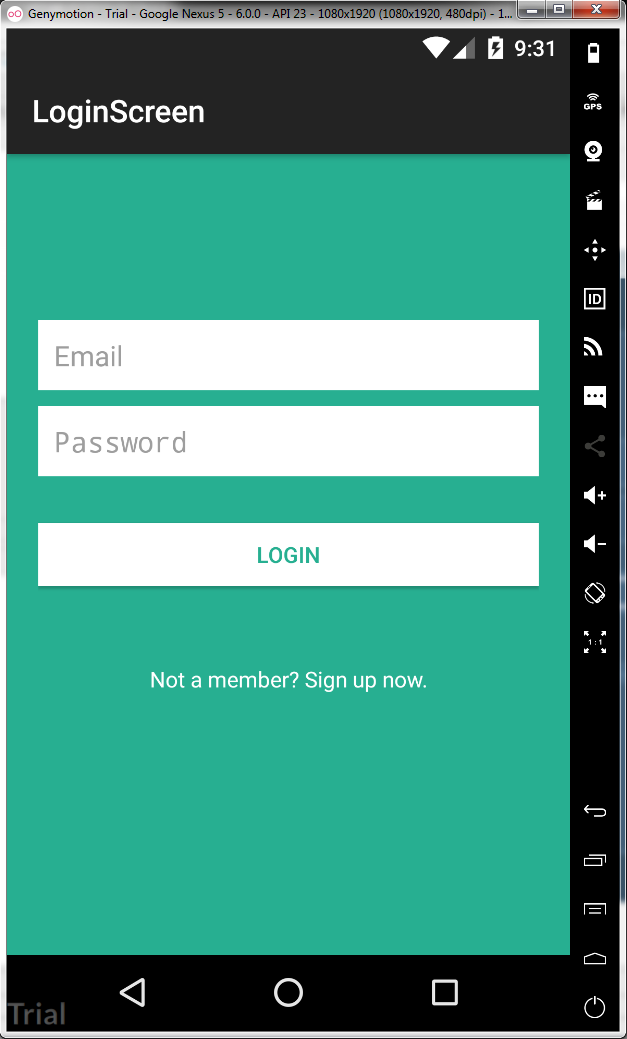 Genymotion - Trial - Google Nexus 5 - 6.0.0 - API 23 - 1080x1920 (1080x1920, 480dpi) - 1...
9:31
LoginScreen
GPS
ID
Email
Password
LOGIN
1:1
Not a member? Sign up now.
Trial